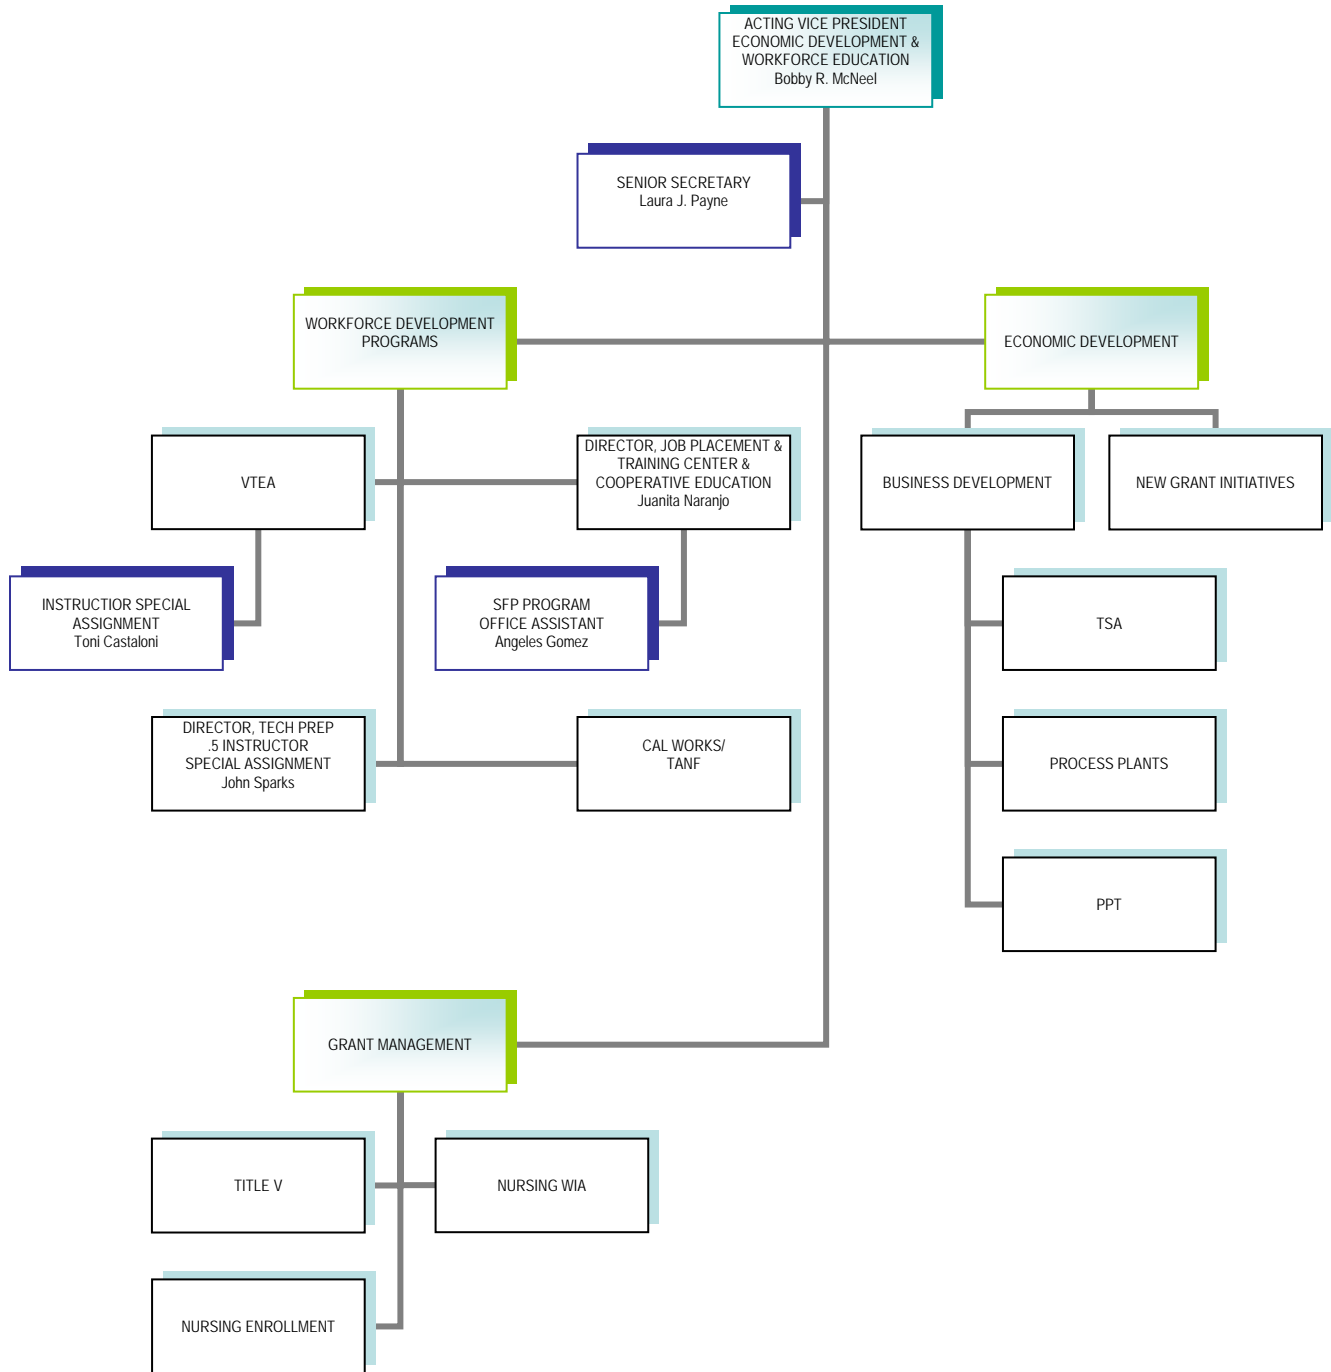 ACTING VICE PRESIDENT
ECONOMIC DEVELOPMENT &
WORKFORCE EDUCATION
Bobby R. McNeel
SENIOR SECRETARY
Laura J. Payne
WORKFORCE DEVELOPMENT
PROGRAMS
ECONOMIC DEVELOPMENT
VTEA
DIRECTOR, JOB PLACEMENT &
TRAINING CENTER &
COOPERATIVE EDUCATION
Juanita Naranjo
BUSINESS DEVELOPMENT
NEW GRANT INITIATIVES
INSTRUCTIOR SPECIAL
ASSIGNMENT
Toni Castaloni
SFP PROGRAM
OFFICE ASSISTANT
Angeles Gomez
TSA
DIRECTOR, TECH PREP
.5 INSTRUCTOR
SPECIAL ASSIGNMENT
John Sparks
CAL WORKS/
TANF
PROCESS PLANTS
PPT
GRANT MANAGEMENT
TITLE V
NURSING WIA
NURSING ENROLLMENT